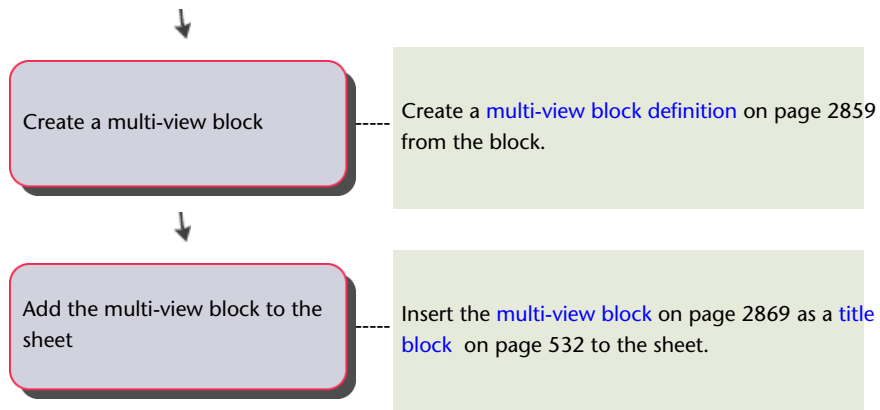 Create a multi-view block
Create a multi-view block definition on page 2859
from the block.
Add the multi-view block to the
sheet
Insert the multi-view block on page 2869 as a title
block on page 532 to the sheet.